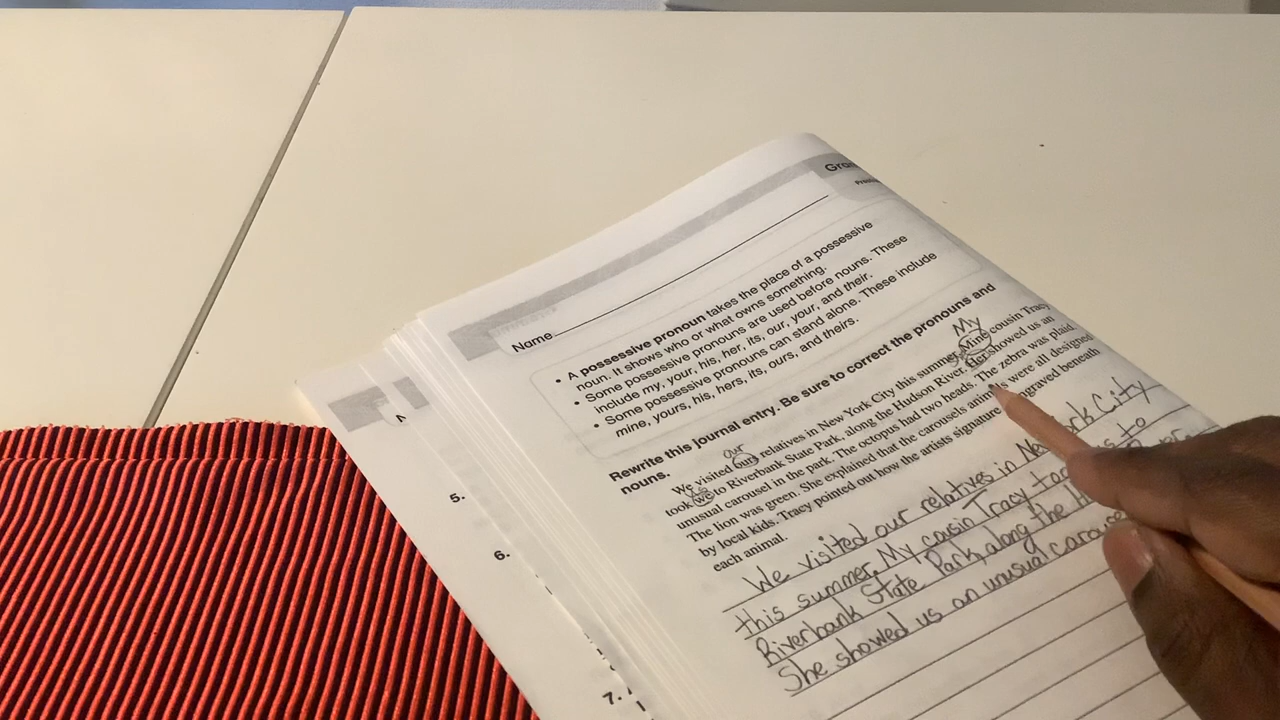 Gra
Name
• A possessive pronoun takes the place of a possessive
noun. It shows who or what owns something.
• Some possessive pronouns are used before nouns. These
include my, your, his, her, its, our, your, and their.
• Some possessive pronouns can stand alone. These include
mine, yours, his, hers, its, ours, and theirs.
Rewrite this journal entry. Be sure to correct the pronouns and
nouns.
our
My
We visited ours relatives in New York City this summer. Mine cousin Tracy
us
She
took we to Riverbank State Park, along the Hudson River. Her showed us an
unusual carousel in the park. The octopus had two heads. The zebra was plaid.
The lion was green. She explained that the carousels animals were all designed
by local kids. Tracy pointed out how the artists signature engraved beneath
each animal.
We visited our relatives in New York City
this summer. My cousin Tracy to
Riverbank State Park, along the
She showed us an unusual
5.
6.
7.